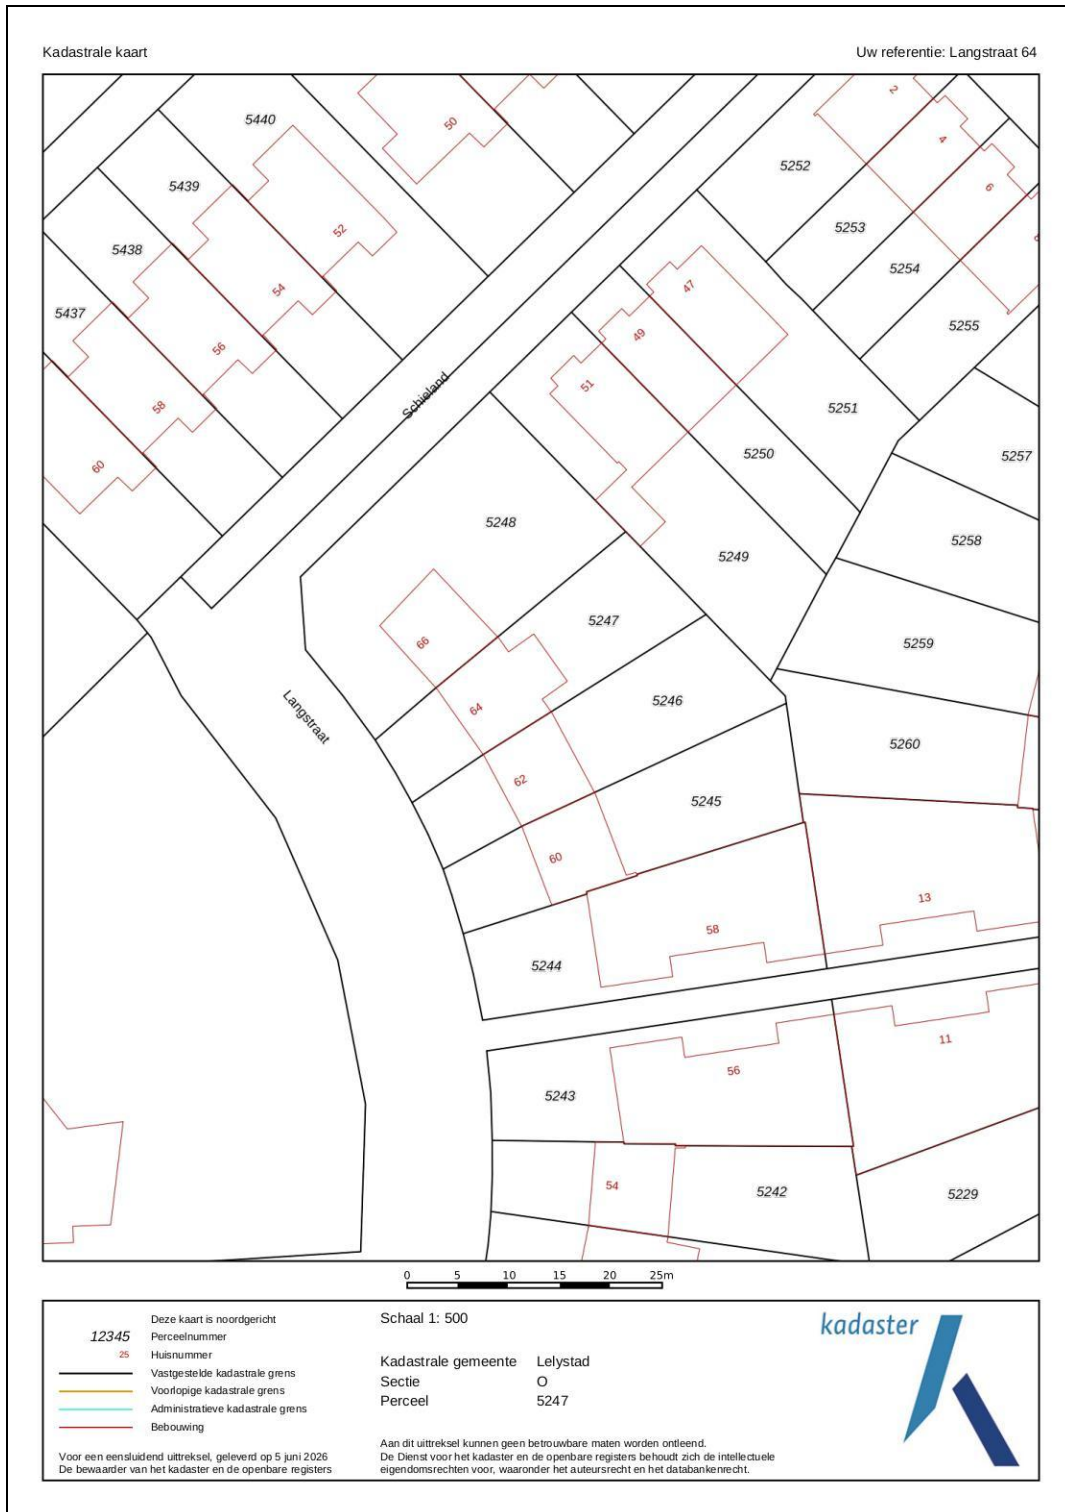 Kadastrale kaart
Uw referentie: Langstraat 64
5440
50
2
4
5252
5439
6
52
5253
5438
5254
54
47
5437
5255
49
56
51
58
Schieland
5251
5250
5257
60
5248
5258
5249
5247
66
5259
64
5246
Langstraat
5260
62
5245
60
13
58
5244
11
56
5243
54
5242
5229
0 5 10 15 20 25m
Deze kaart is noordgericht
12345 Perceelnummer
25 Huisnummer
Vastgestelde kadastrale grens
Voorlopige kadastrale grens
Administratieve kadastrale grens
Bebouwing
Voor een eensluidend uittreksel, geleverd op 5 juni 2026
De bewaarder van het kadaster en de openbare registers
Schaal 1: 500
Kadastrale gemeente Lelystad
Sectie O
Perceel 5247
Aan dit uittreksel kunnen geen betrouwbare maten worden ontleend.
De Dienst voor het kadaster en de openbare registers behoudt zich de intellectuele
eigendomsrechten voor, waaronder het auteursrecht en het databankenrecht.
kadaster